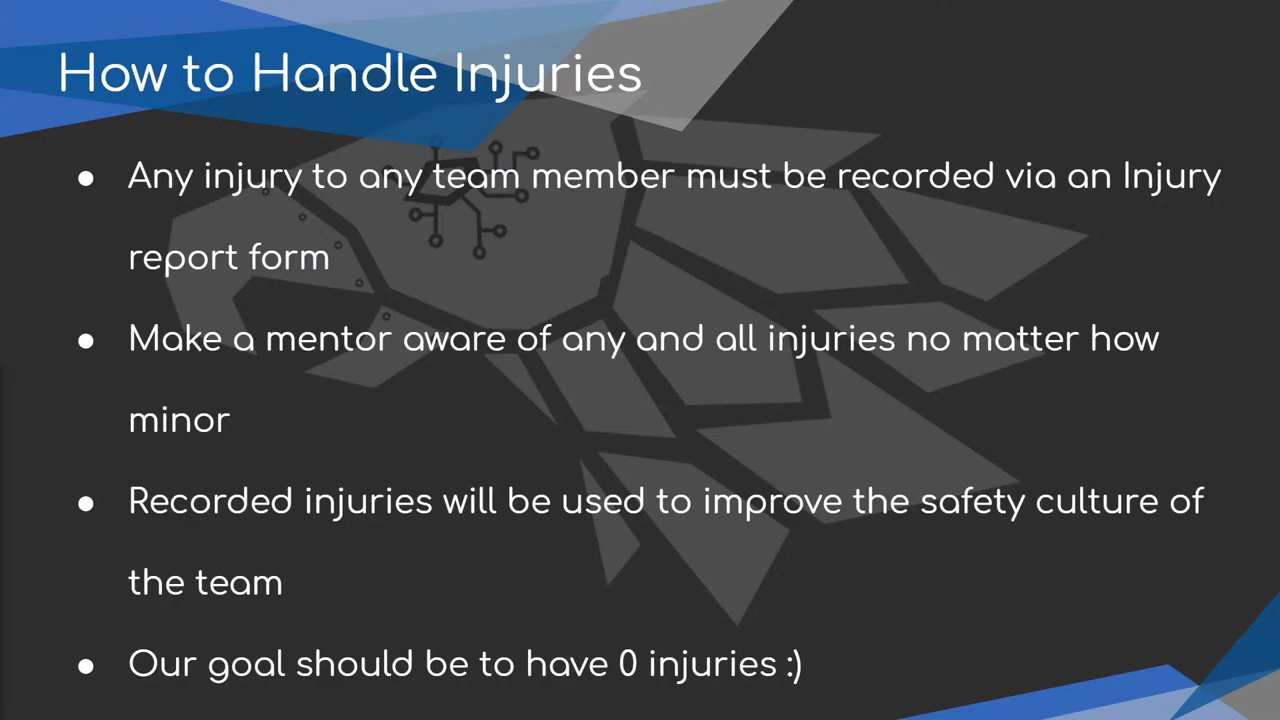 How to Handle Injuries
● Any injury to any team member must be recorded via an Injury
report form
● Make a mentor aware of any and all injuries no matter how
minor
● Recorded injuries will be used to improve the safety culture of
the team
● Our goal should be to have 0 injuries :)